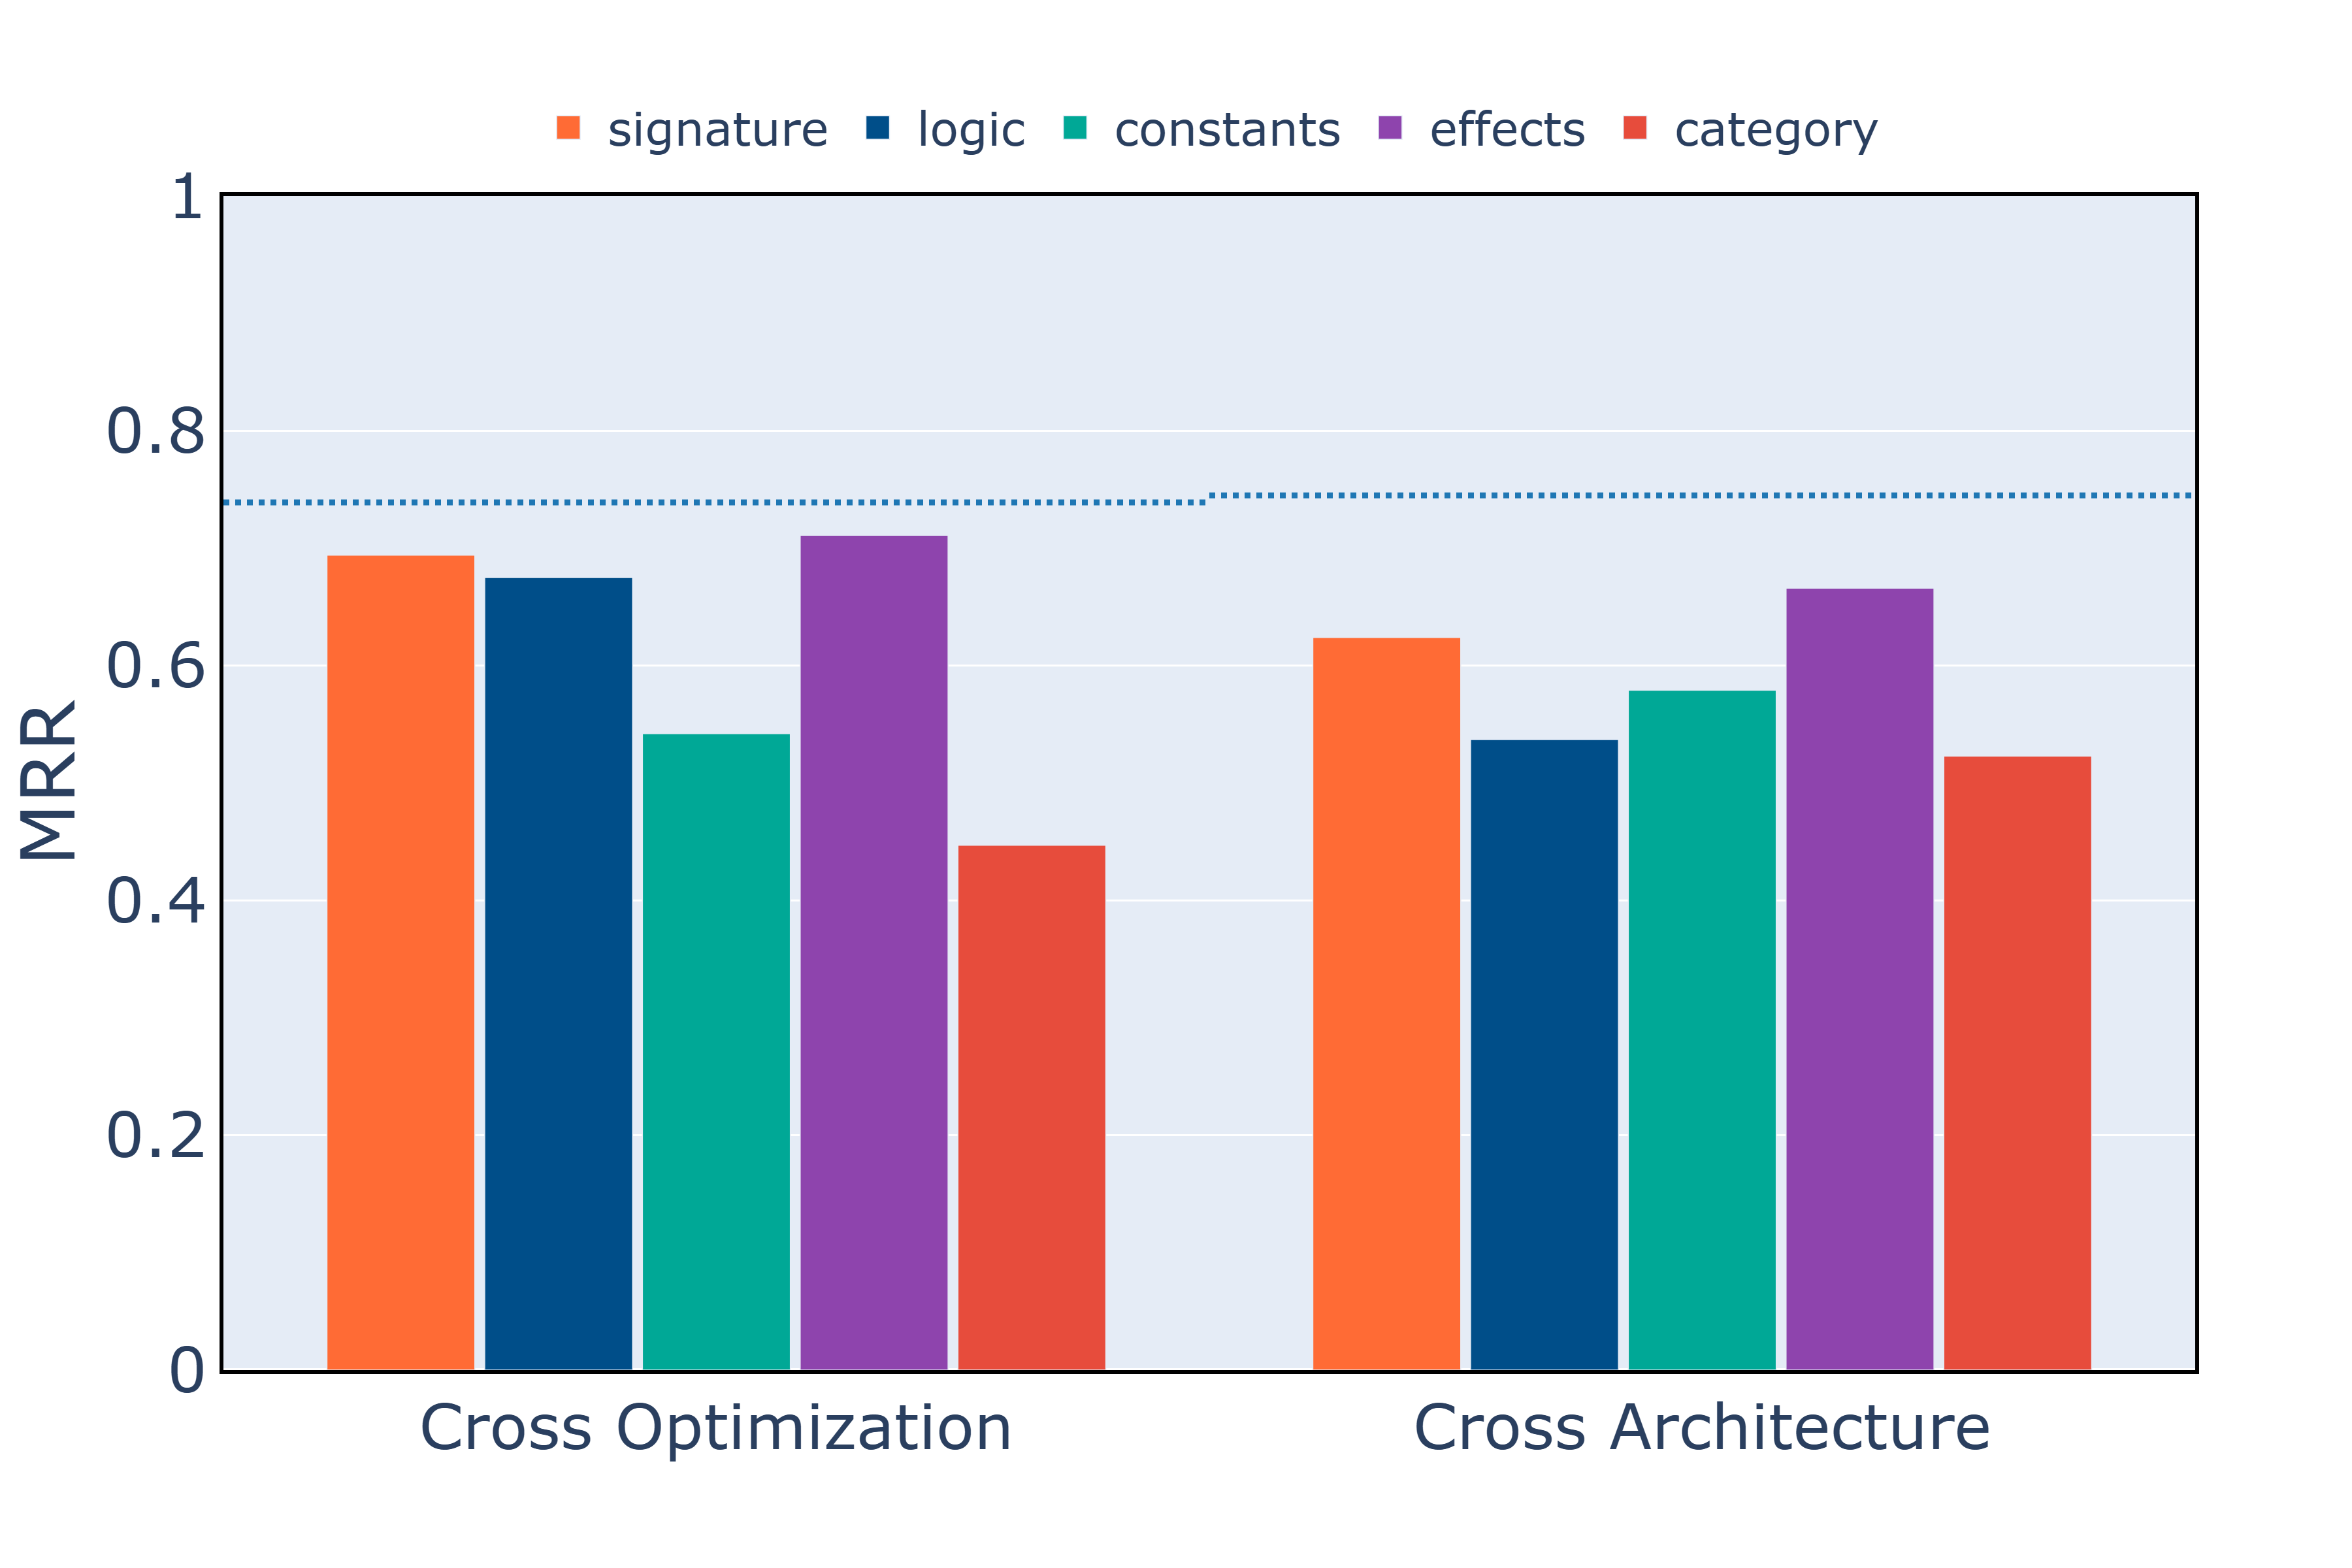 signature logic constants effects category
1
0.8
0.6
0.4
0.2
0
MRR
Cross Optimization Cross Architecture